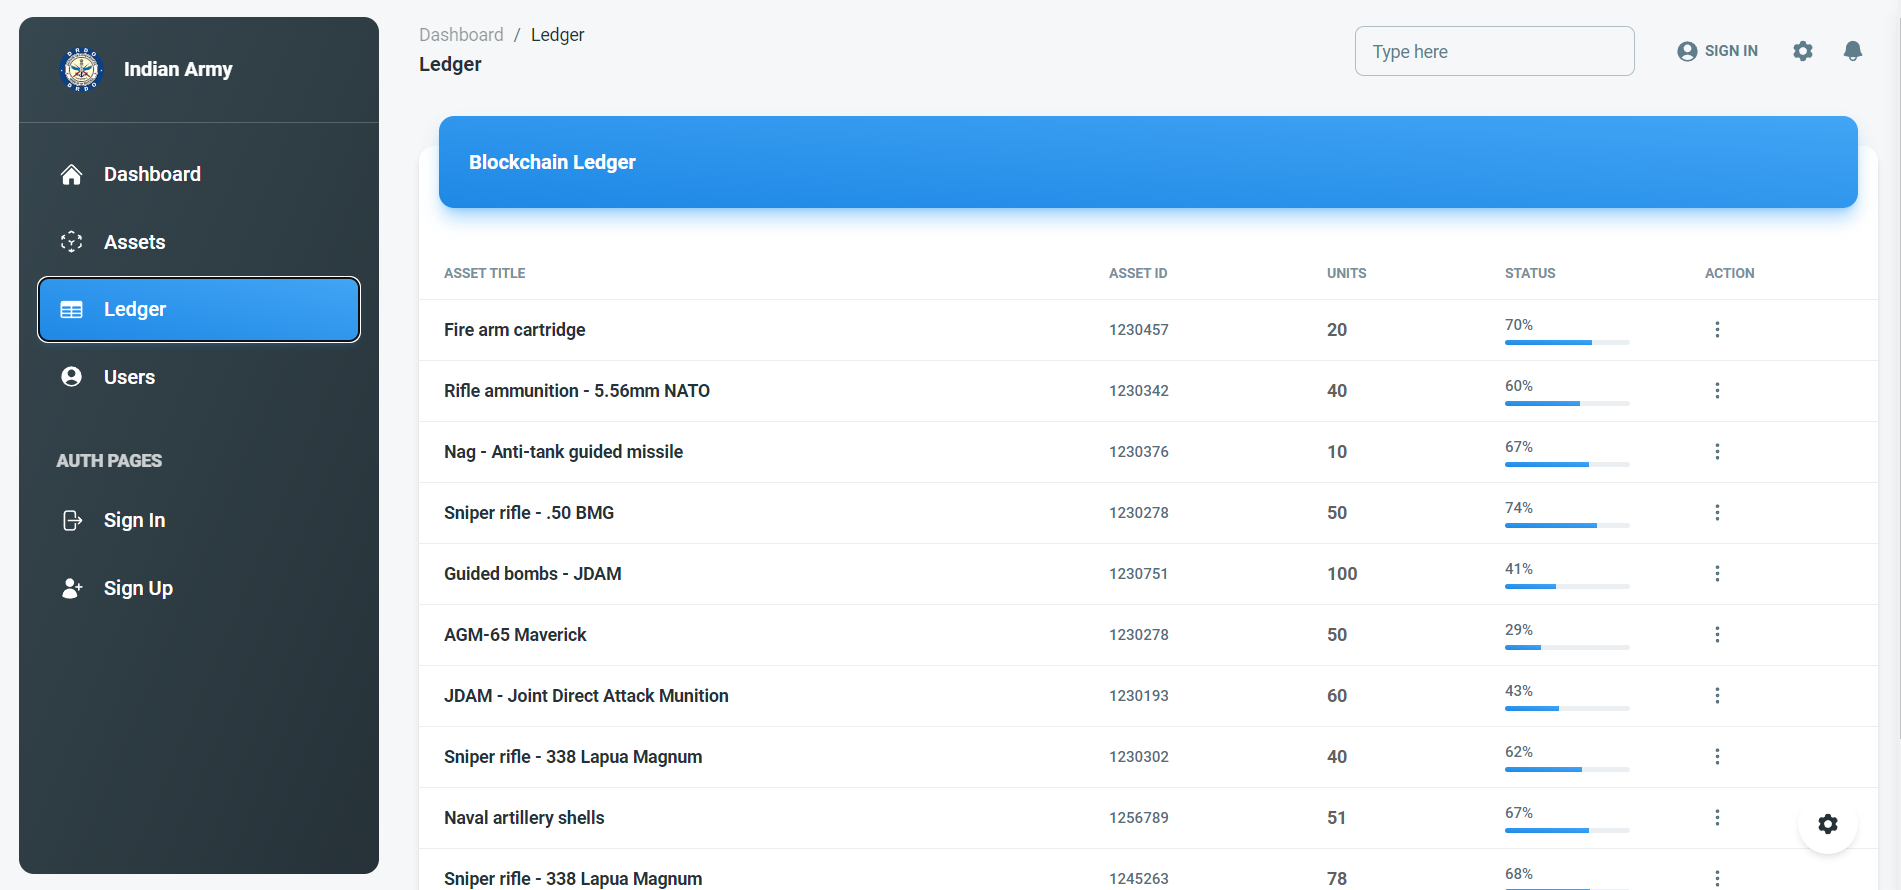 DRDO
Indian Army
DRDO
Dashboard
Assets
Ledger
Users
AUTH PAGES
Sign In
Sign Up
Dashboard / Ledger
Ledger
Type here
SIGN IN
Blockchain Ledger
ASSET TITLE ASSET ID UNITS STATUS ACTION
Fire arm cartridge 1230457 20 70%
Rifle ammunition - 5.56mm NATO 1230342 40 60%
Nag - Anti-tank guided missile 1230376 10 67%
Sniper rifle - .50 BMG 1230278 50 74%
Guided bombs - JDAM 1230751 100 41%
AGM-65 Maverick 1230278 50 29%
JDAM - Joint Direct Attack Munition 1230193 60 43%
Sniper rifle - 338 Lapua Magnum 1230302 40 62%
Naval artillery shells 1256789 51 67%
Sniper rifle - 338 Lapua Magnum 1245263 78 68%